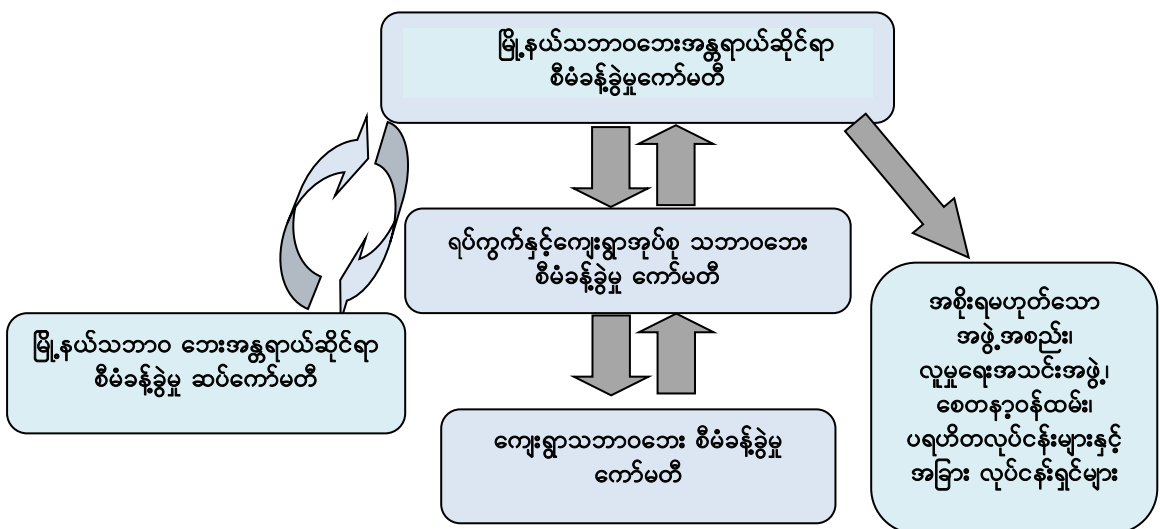 မြို့နယ်သဘာဝဘေးအန္တရာယ်ဆိုင်ရာ
စီမံခန့်ခွဲမှုကော်မတီ
ရပ်ကွက်နှင့်ကျေးရွာအုပ်စု သဘာဝဘေး
စီမံခန့်ခွဲမှု ကော်မတီ
မြို့နယ်သဘာဝ ဘေးအန္တရာယ်ဆိုင်ရာ
စီမံခန့်ခွဲမှု ဆပ်ကော်မတီ
ကျေးရွာသဘာဝဘေး စီမံခန့်ခွဲမှု
ကော်မတီ
အစိုးရမဟုတ်သော
အဖွဲ့အစည်း၊
လူမှုရေးအသင်းအဖွဲ့၊
စေတနာ့ဝန်ထမ်း၊
ပရဟိတလုပ်ငန်းများနှင့်
အခြား လုပ်ငန်းရှင်များ